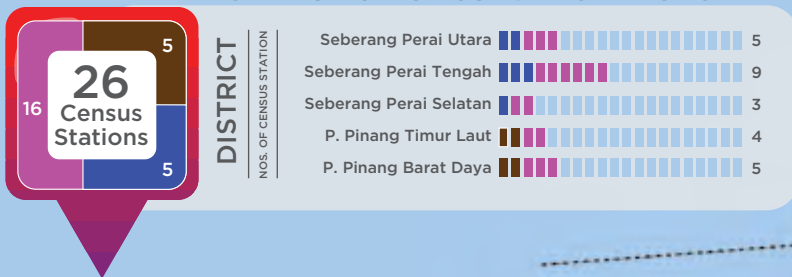 5
16
26
Census
Stations
5
DISTRICT
NOS. OF CENSUS STATION
Seberang Perai Utara 5
Seberang Perai Tengah 9
Seberang Perai Selatan 3
P. Pinang Timur Laut 4
P. Pinang Barat Daya 5